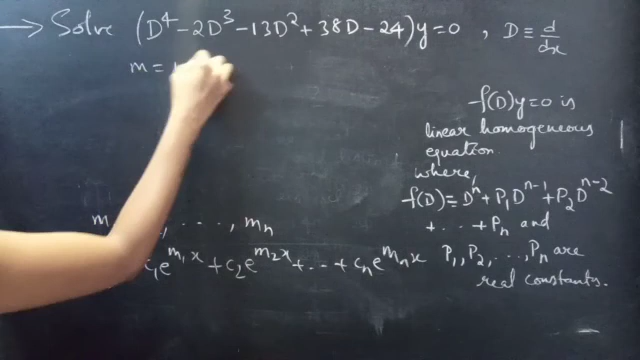 → Solve (D⁴ – 2D³ – 13D² + 38D – 24)y = 0 , D ≡ d/dx
m =
f(D)y = 0 is
linear homogeneous
equation.
where,
f(D) = Dⁿ + P₁Dⁿ⁻¹ + P₂Dⁿ⁻²
+ ... + Pₙ and
P₁, P₂, ..., Pₙ are
real constants.
m , ...., mₙ
c₁e^{m₁x} + c₂e^{m₂x} + ... + cₙe^{mₙx}